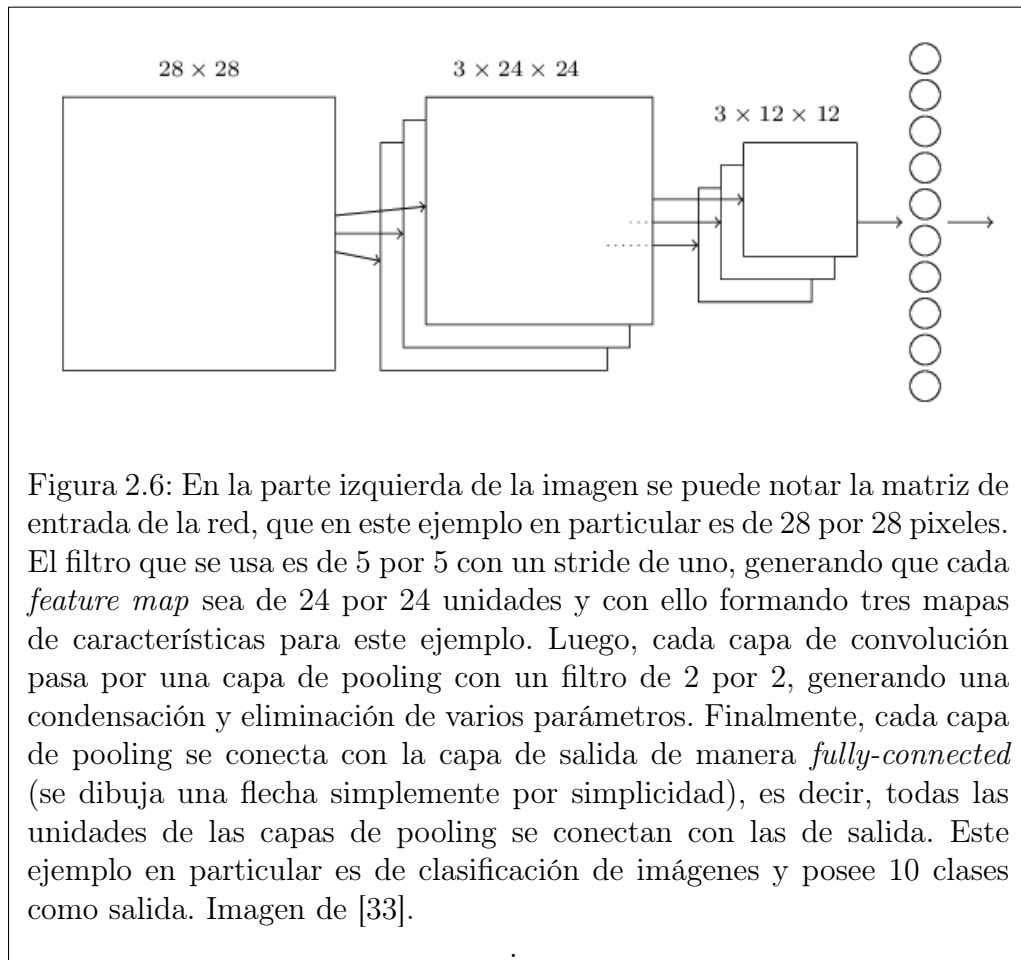 28 × 28
3 × 24 × 24
3 × 12 × 12
Figura 2.6: En la parte izquierda de la imagen se puede notar la matriz de
entrada de la red, que en este ejemplo en particular es de 28 por 28 pixeles.
El filtro que se usa es de 5 por 5 con un stride de uno, generando que cada
feature map sea de 24 por 24 unidades y con ello formando tres mapas
de características para este ejemplo. Luego, cada capa de convolución
pasa por una capa de pooling con un filtro de 2 por 2, generando una
condensación y eliminación de varios parámetros. Finalmente, cada capa
de pooling se conecta con la capa de salida de manera fully-connected
(se dibuja una flecha simplemente por simplicidad), es decir, todas las
unidades de las capas de pooling se conectan con las de salida. Este
ejemplo en particular es de clasificación de imágenes y posee 10 clases
como salida. Imagen de [33].
.